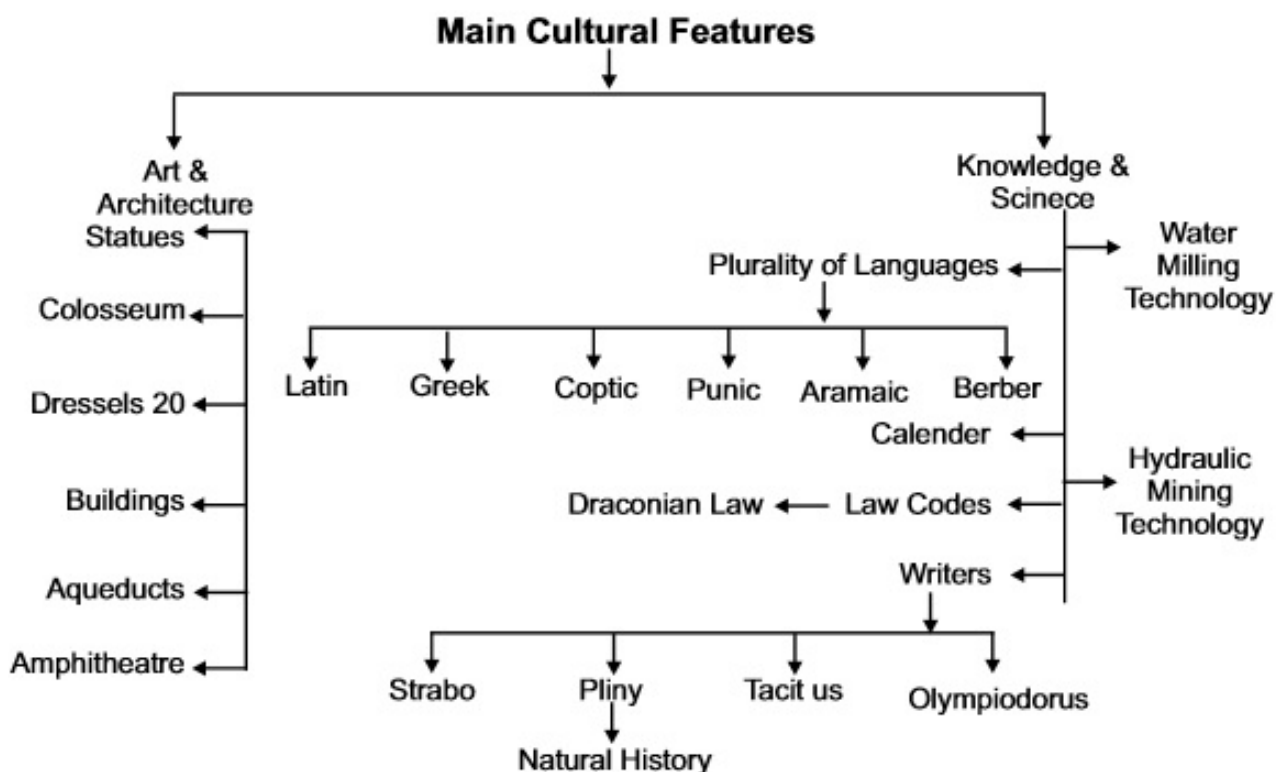 Main Cultural Features
Art &
Architecture
Statues
Colosseum
Dressels 20
Buildings
Aqueducts
Amphitheatre
Knowledge &
Scinece
Water
Milling
Technology
Plurality of Languages
Latin
Greek
Coptic
Punic
Aramaic
Berber
Calender
Hydraulic
Mining
Technology
Law Codes
Draconian Law
Writers
Strabo
Pliny
Tacit us
Olympiodorus
Natural History